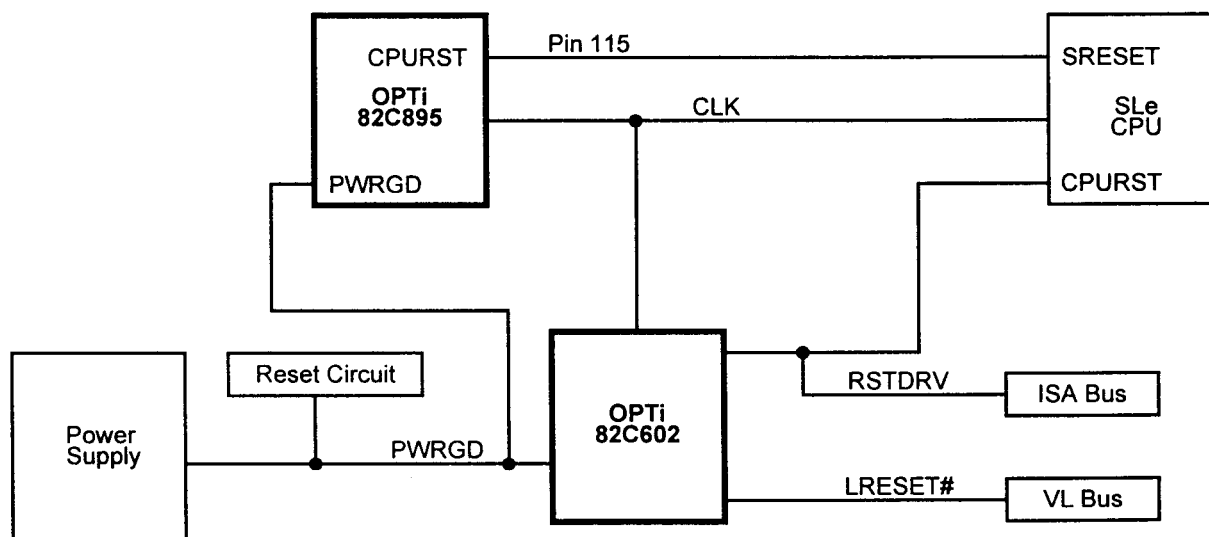 Pin 115
CPURST
OPTi
82C895
PWRGD
CLK
SRESET
SLe
CPU
CPURST
Reset Circuit
Power
Supply
PWRGD
OPTi
82C602
RSTDRV
ISA Bus
LRESET#
VL Bus